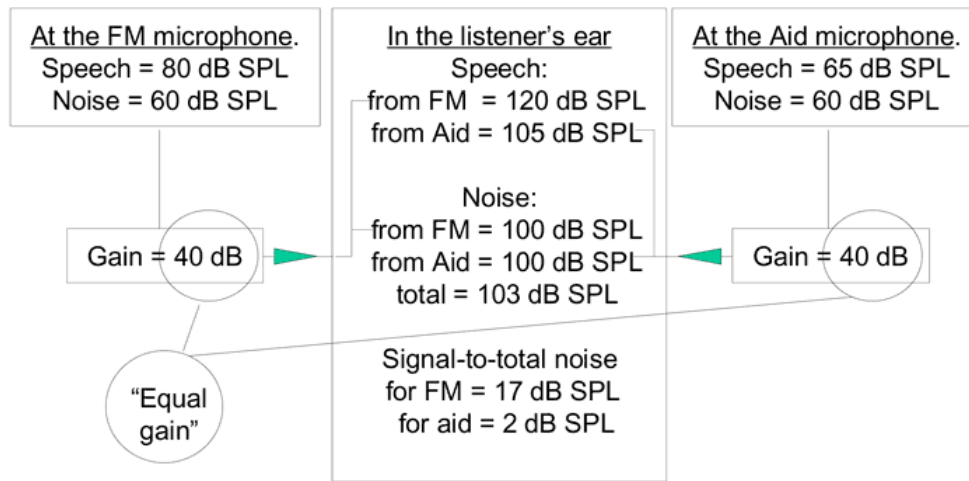 At the FM microphone.
Speech = 80 dB SPL
Noise = 60 dB SPL
Gain = 40 dB
“Equal
gain”
In the listener’s ear
Speech:
from FM = 120 dB SPL
from Aid = 105 dB SPL
Noise:
from FM = 100 dB SPL
from Aid = 100 dB SPL
total = 103 dB SPL
Signal-to-total noise
for FM = 17 dB SPL
for aid = 2 dB SPL
At the Aid microphone.
Speech = 65 dB SPL
Noise = 60 dB SPL
Gain = 40 dB